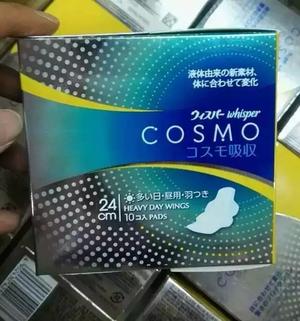 液体由来の新素材、
体に合わせて変化
ウィスパー whisper
COSMO
コスモ吸収
24
cm
多い日・昼用・羽つき
HEAVY DAY WINGS
10コ入 PADS